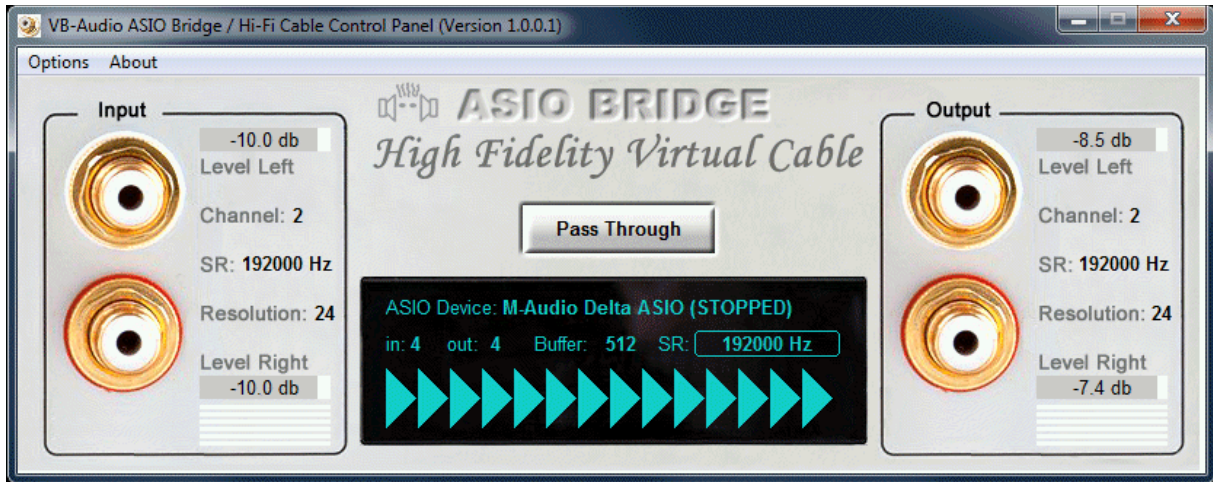 VB-Audio ASIO Bridge / Hi-Fi Cable Control Panel (Version 1.0.0.1)
Options About
Input
-10.0 db
Level Left
Channel: 2
SR: 192000 Hz
Resolution: 24
Level Right
-10.0 db
ASIO BRIDGE
High Fidelity Virtual Cable
Pass Through
ASIO Device: M-Audio Delta ASIO (STOPPED)
in: 4 out: 4 Buffer: 512 SR: 192000 Hz
Output
-8.5 db
Level Left
Channel: 2
SR: 192000 Hz
Resolution: 24
Level Right
-7.4 db